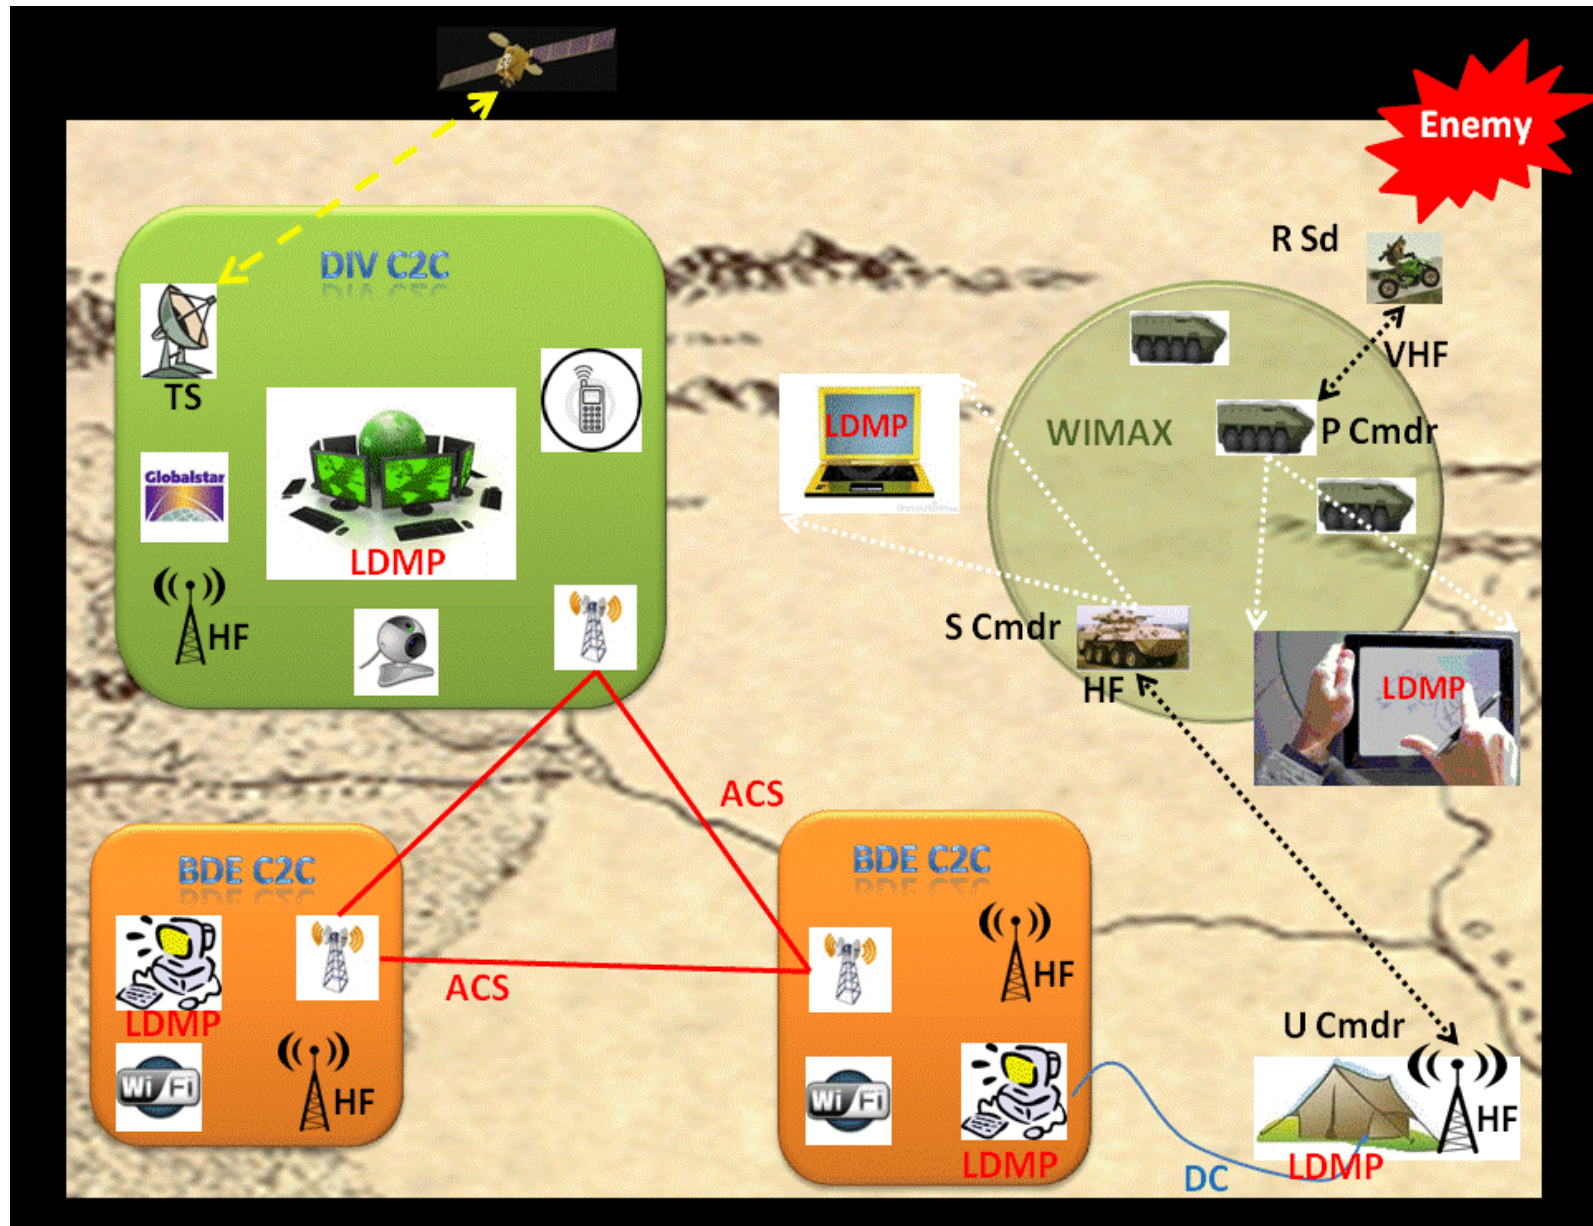 Enemy
R Sd
DIV C2C
VHF
TS
LDMP
WIMAX
P Cmdr
Globalstar
LDMP
HF
S Cmdr
HF
LDMP
ACS
BDE C2C
BDE C2C
HF
ACS
LDMP
U Cmdr
Wi Fi
HF
Wi Fi
HF
LDMP
LDMP
DC